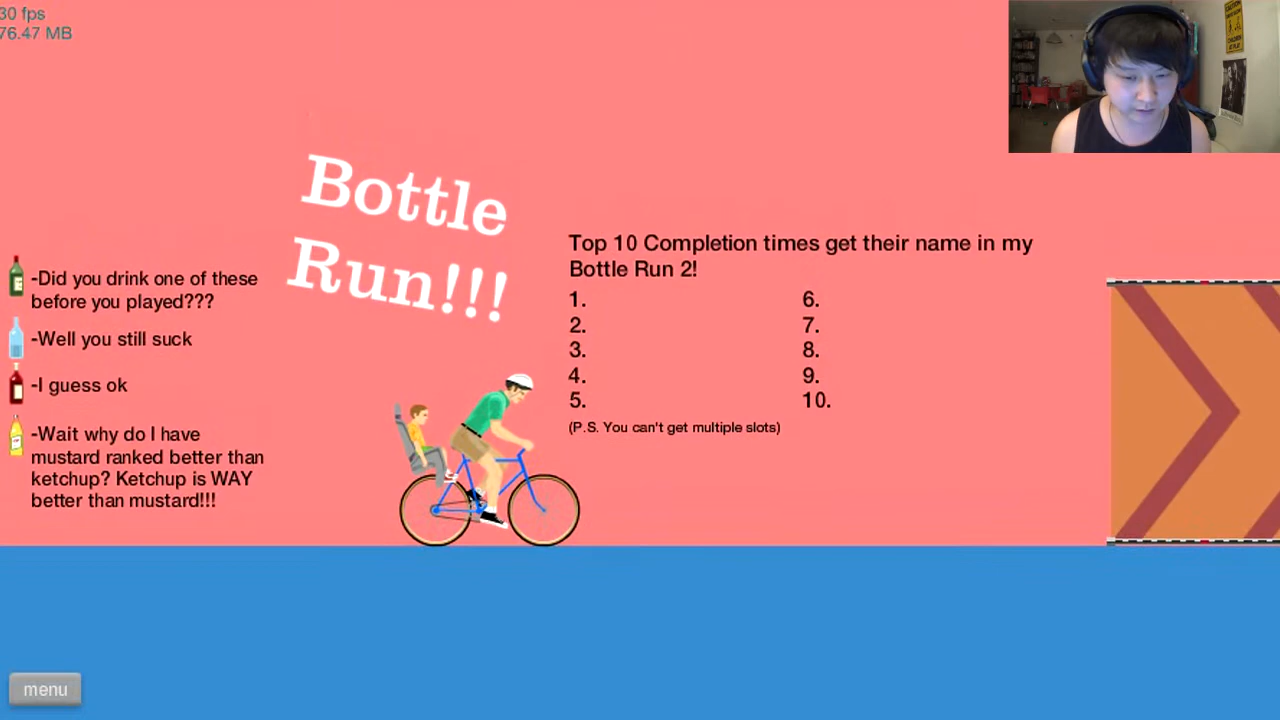 30 fps
76.47 MB
Bottle
Run!!!
-Did you drink one of these
before you played???
-Well you still suck
-I guess ok
-Wait why do I have
mustard ranked better than
ketchup? Ketchup is WAY
better than mustard!!!
Top 10 Completion times get their name in my
Bottle Run 2!
1.
2.
3.
4.
5.
6.
7.
8.
9.
10.
(P.S. You can't get multiple slots)
menu